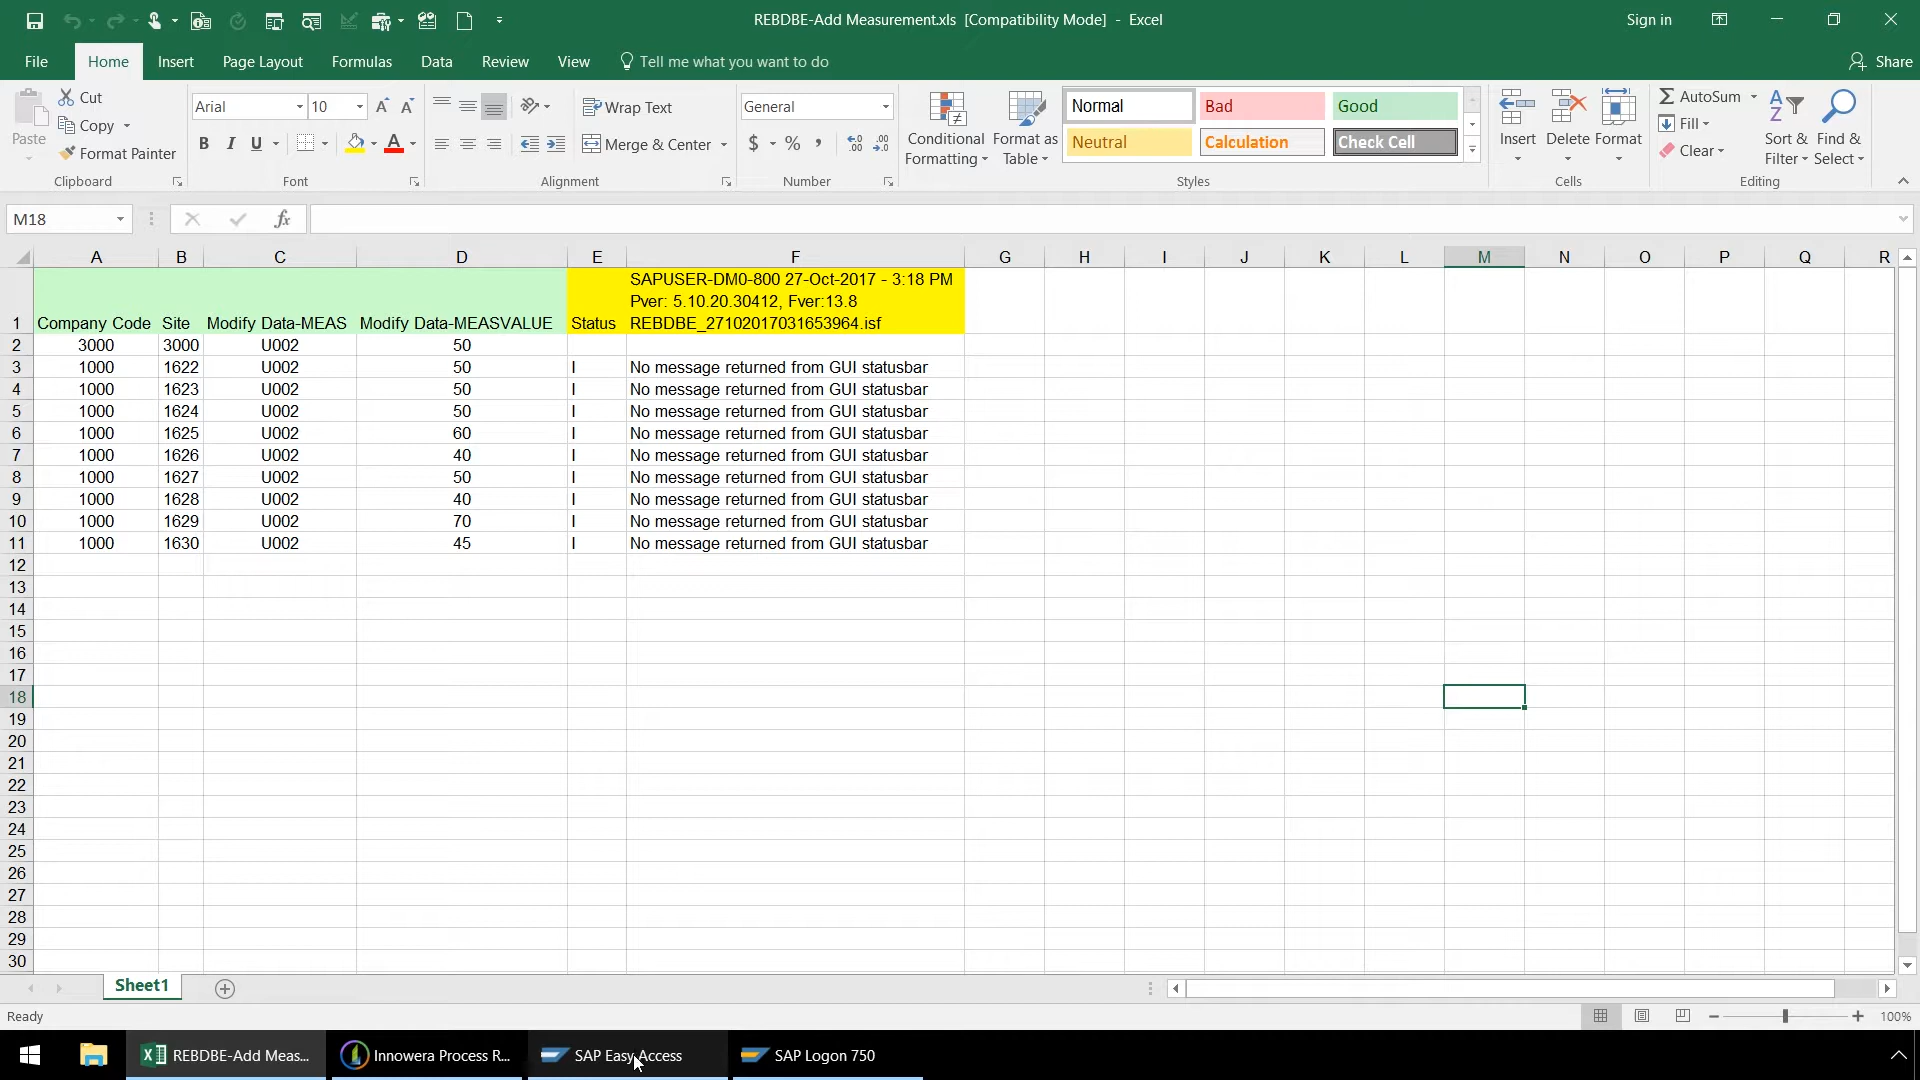 REBDBE-Add Measurement.xls [Compatibility Mode] - Excel
Sign in
File Home Insert Page Layout Formulas Data Review View Tell me what you want to do Share
Paste
Cut
Copy
Format Painter
Clipboard
Arial 10
B I U
Font
Wrap Text
Merge & Center
Alignment
General
$ % ,
Number
Conditional Formatting
Format as Table
Normal Bad Good
Neutral Calculation Check Cell
Styles
Insert Delete Format
Cells
AutoSum
Fill
Clear
Sort & Filter
Find & Select
Editing
M18 fx
A B C D E F G H I J K L M N O P Q R
SAPUSER-DM0-800 27-Oct-2017 - 3:18 PM
Pver: 5.10.20.30412, Fver:13.8
1 Company Code Site Modify Data-MEAS Modify Data-MEASVALUE Status REBDBE_27102017031653964.isf
2 3000 3000 U002 50
3 1000 1622 U002 50 I No message returned from GUI statusbar
4 1000 1623 U002 50 I No message returned from GUI statusbar
5 1000 1624 U002 50 I No message returned from GUI statusbar
6 1000 1625 U002 60 I No message returned from GUI statusbar
7 1000 1626 U002 40 I No message returned from GUI statusbar
8 1000 1627 U002 50 I No message returned from GUI statusbar
9 1000 1628 U002 40 I No message returned from GUI statusbar
10 1000 1629 U002 70 I No message returned from GUI statusbar
11 1000 1630 U002 45 I No message returned from GUI statusbar
12
13
14
15
16
17
18
19
20
21
22
23
24
25
26
27
28
29
30
Sheet1
Ready 100%
REBDBE-Add Meas... Innowera Process R... SAP Easy Access SAP Logon 750